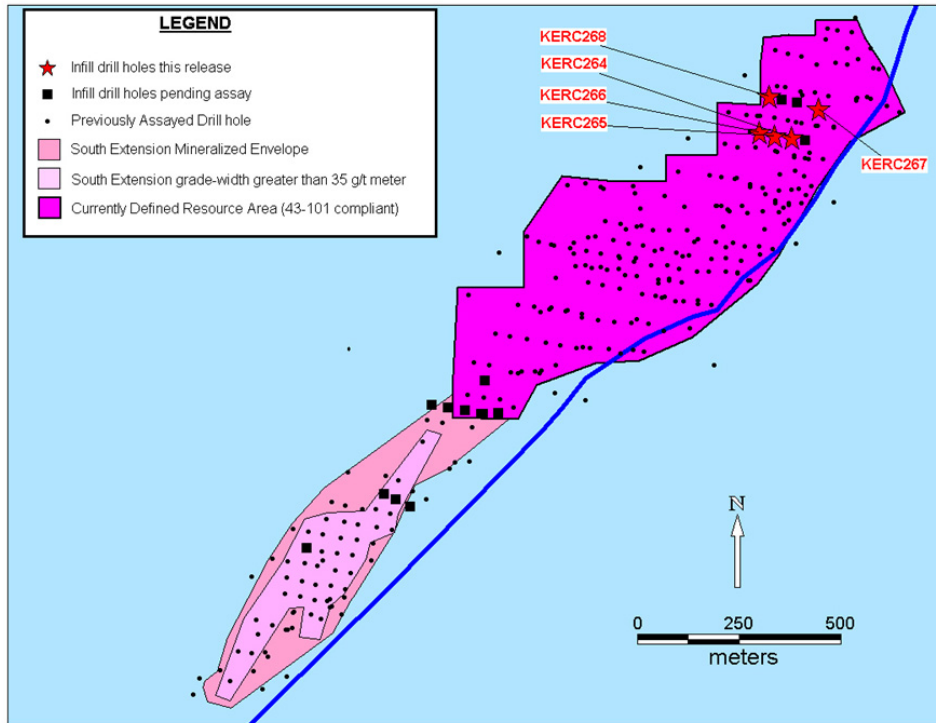 LEGEND
Infill drill holes this release
Infill drill holes pending assay
Previously Assayed Drill hole
South Extension Mineralized Envelope
South Extension grade-width greater than 35 g/t meter
Currently Defined Resource Area (43-101 compliant)
KERC268
KERC264
KERC266
KERC265
KERC267
N
0 250 500
meters